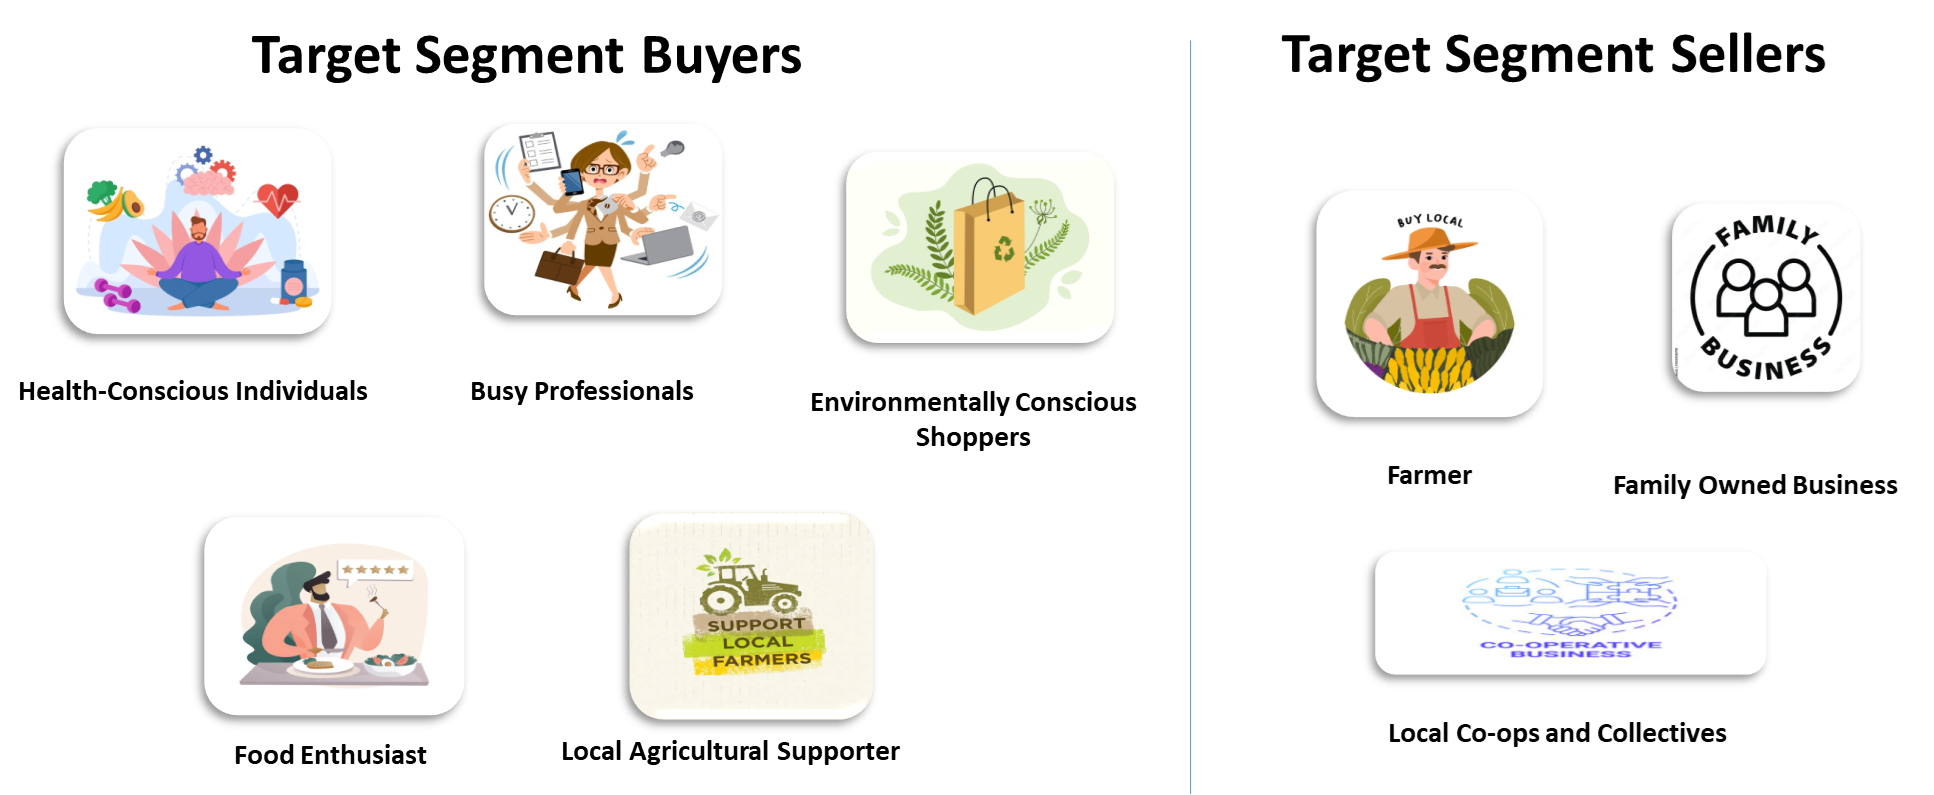 Target Segment Buyers
Health-Conscious Individuals
Busy Professionals
Environmentally Conscious
Shoppers
SUPPORT
LOCAL
FARMERS
Food Enthusiast
Local Agricultural Supporter
Target Segment Sellers
BUY LOCAL
FAMILY
BUSINESS
Farmer
Family Owned Business
CO-OPERATIVE
BUSINESS
Local Co-ops and Collectives